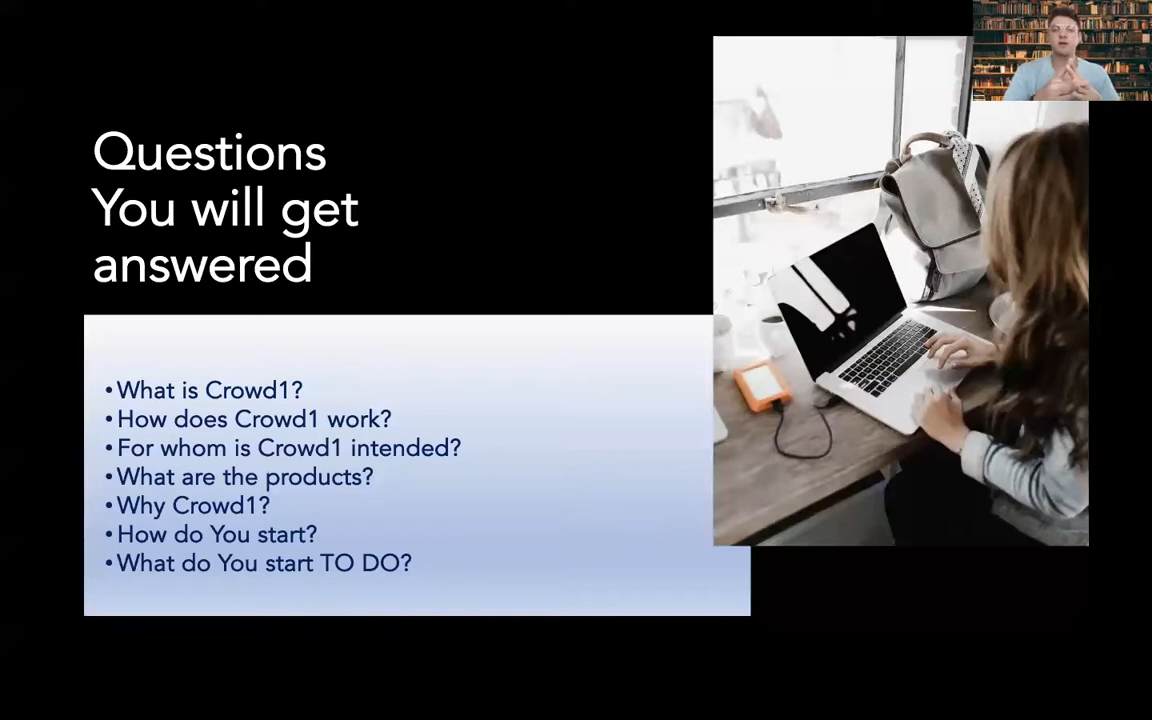 Questions
You will get
answered
•What is Crowd1?
•How does Crowd1 work?
•For whom is Crowd1 intended?
•What are the products?
•Why Crowd1?
•How do You start?
•What do You start TO DO?